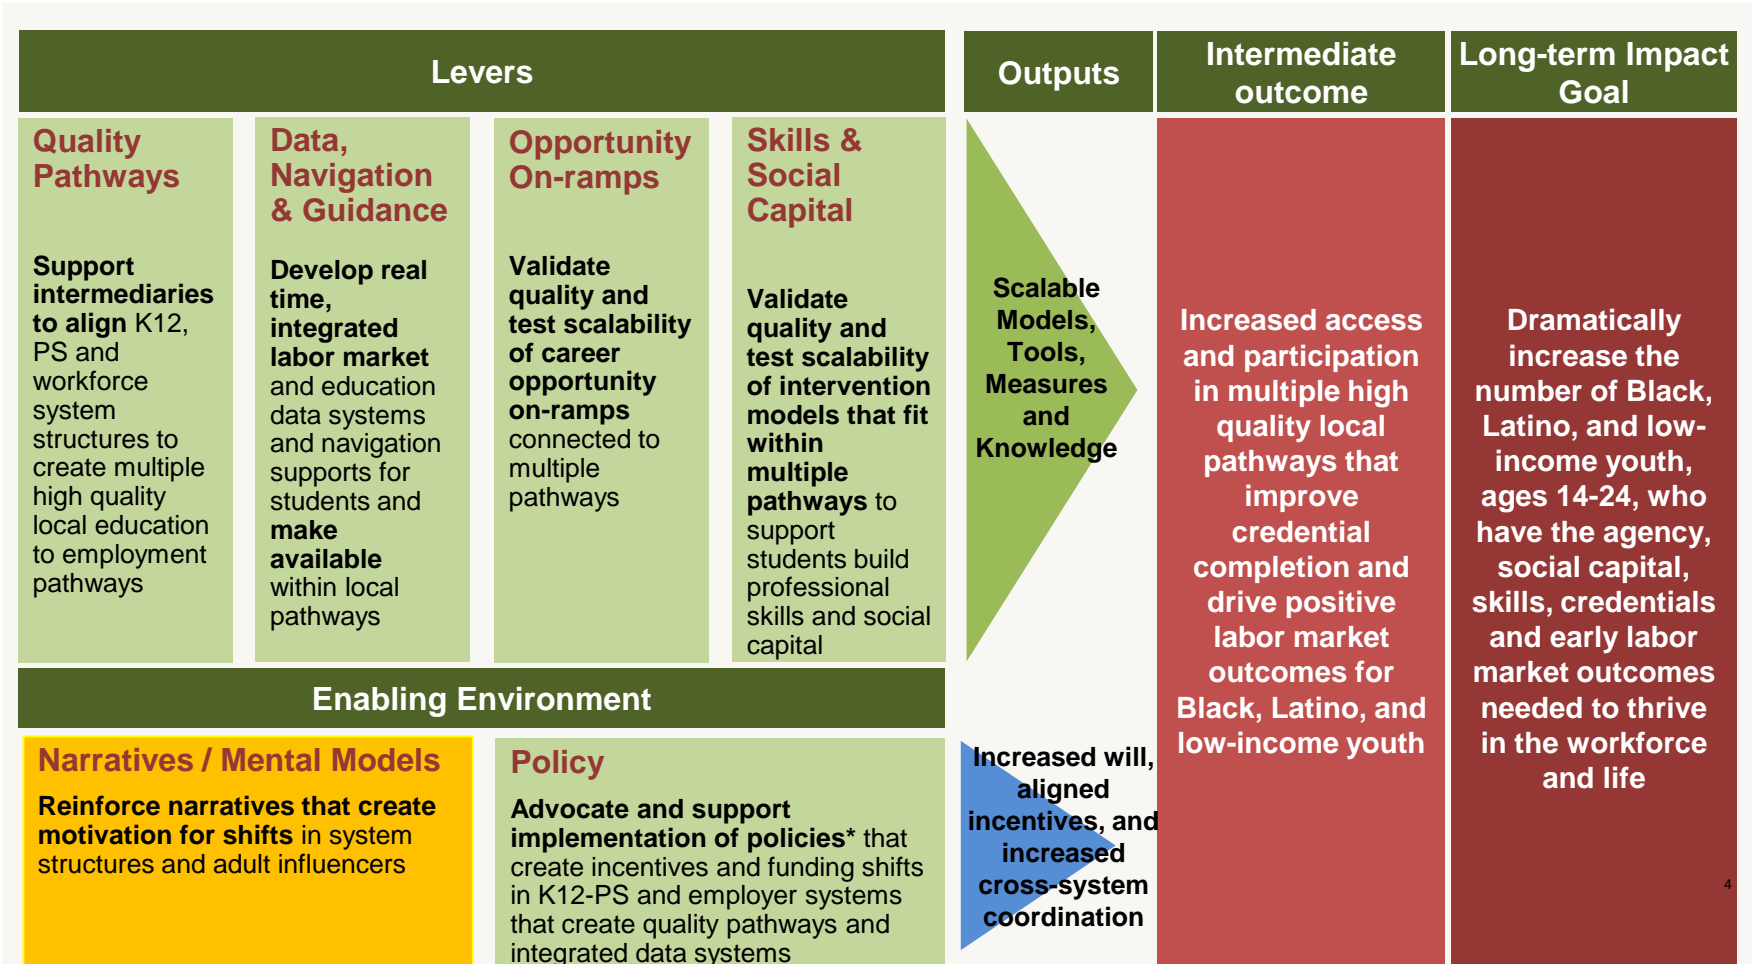 Levers
Quality
Pathways
Support
intermediaries
to align K12,
PS and
workforce
system
structures to
create multiple
high quality
local education
to employment
pathways
Data,
Navigation
& Guidance
Develop real
time,
integrated
labor market
and education
data systems
and navigation
supports for
students and
make
available
within local
pathways
Opportunity
On-ramps
Validate
quality and
test scalability
of career
opportunity
on-ramps
connected to
multiple
pathways
Skills &
Social
Capital
Validate
quality and
test scalability
of intervention
models that fit
within
multiple
pathways to
support
students build
professional
skills and social
capital
Enabling Environment
Narratives / Mental Models
Reinforce narratives that create
motivation for shifts in system
structures and adult influencers
Policy
Advocate and support
implementation of policies* that
create incentives and funding shifts
in K12-PS and employer systems
that create quality pathways and
integrated data systems
Outputs
Scalable
Models,
Tools,
Measures
and
Knowledge
Increased will,
aligned
incentives, and
increased
cross-system
coordination
Intermediate
outcome
Increased access
and participation
in multiple high
quality local
pathways that
improve
credential
completion and
drive positive
labor market
outcomes for
Black, Latino, and
low-income youth
Long-term Impact
Goal
Dramatically
increase the
number of Black,
Latino, and low-
income youth,
ages 14-24, who
have the agency,
social capital,
skills, credentials
and early labor
market outcomes
needed to thrive
in the workforce
and life
4